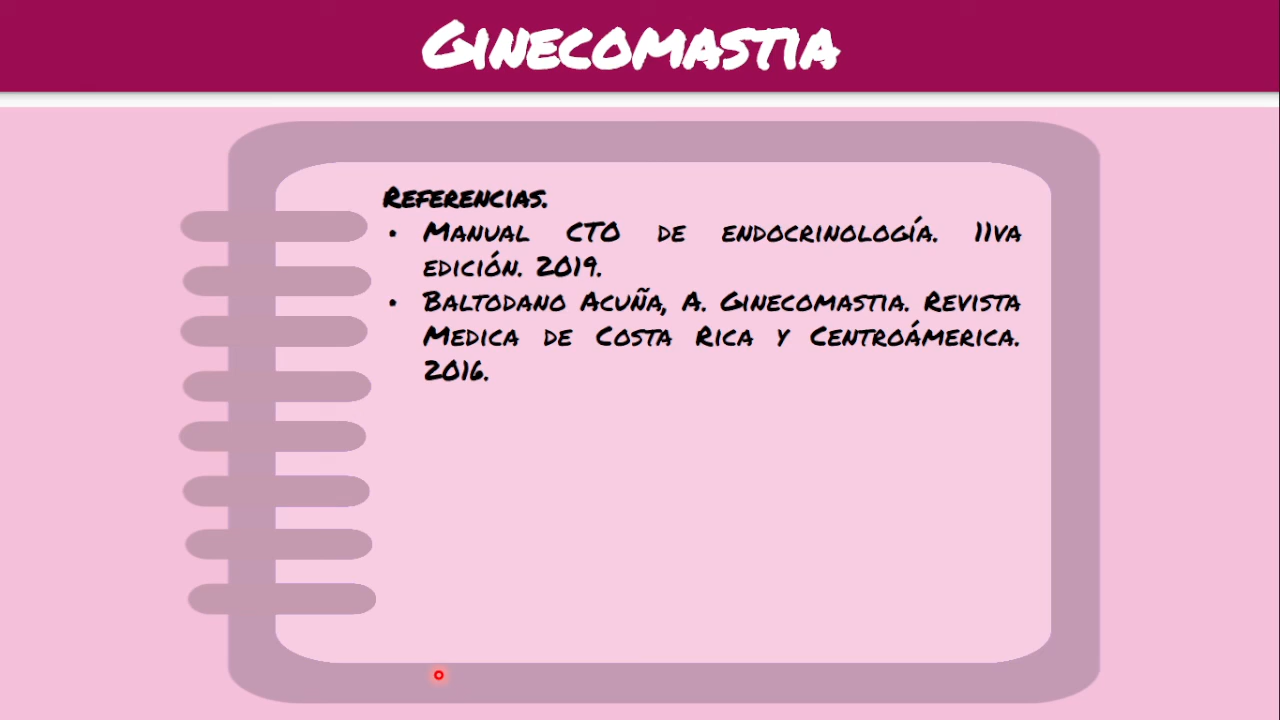 Ginecomastia
Referencias.
• Manual CTO de endocrinología. 11va
edición. 2019.
• Baltodano Acuña, A. Ginecomastia. Revista
Medica de Costa Rica y Centroámerica.
2016.